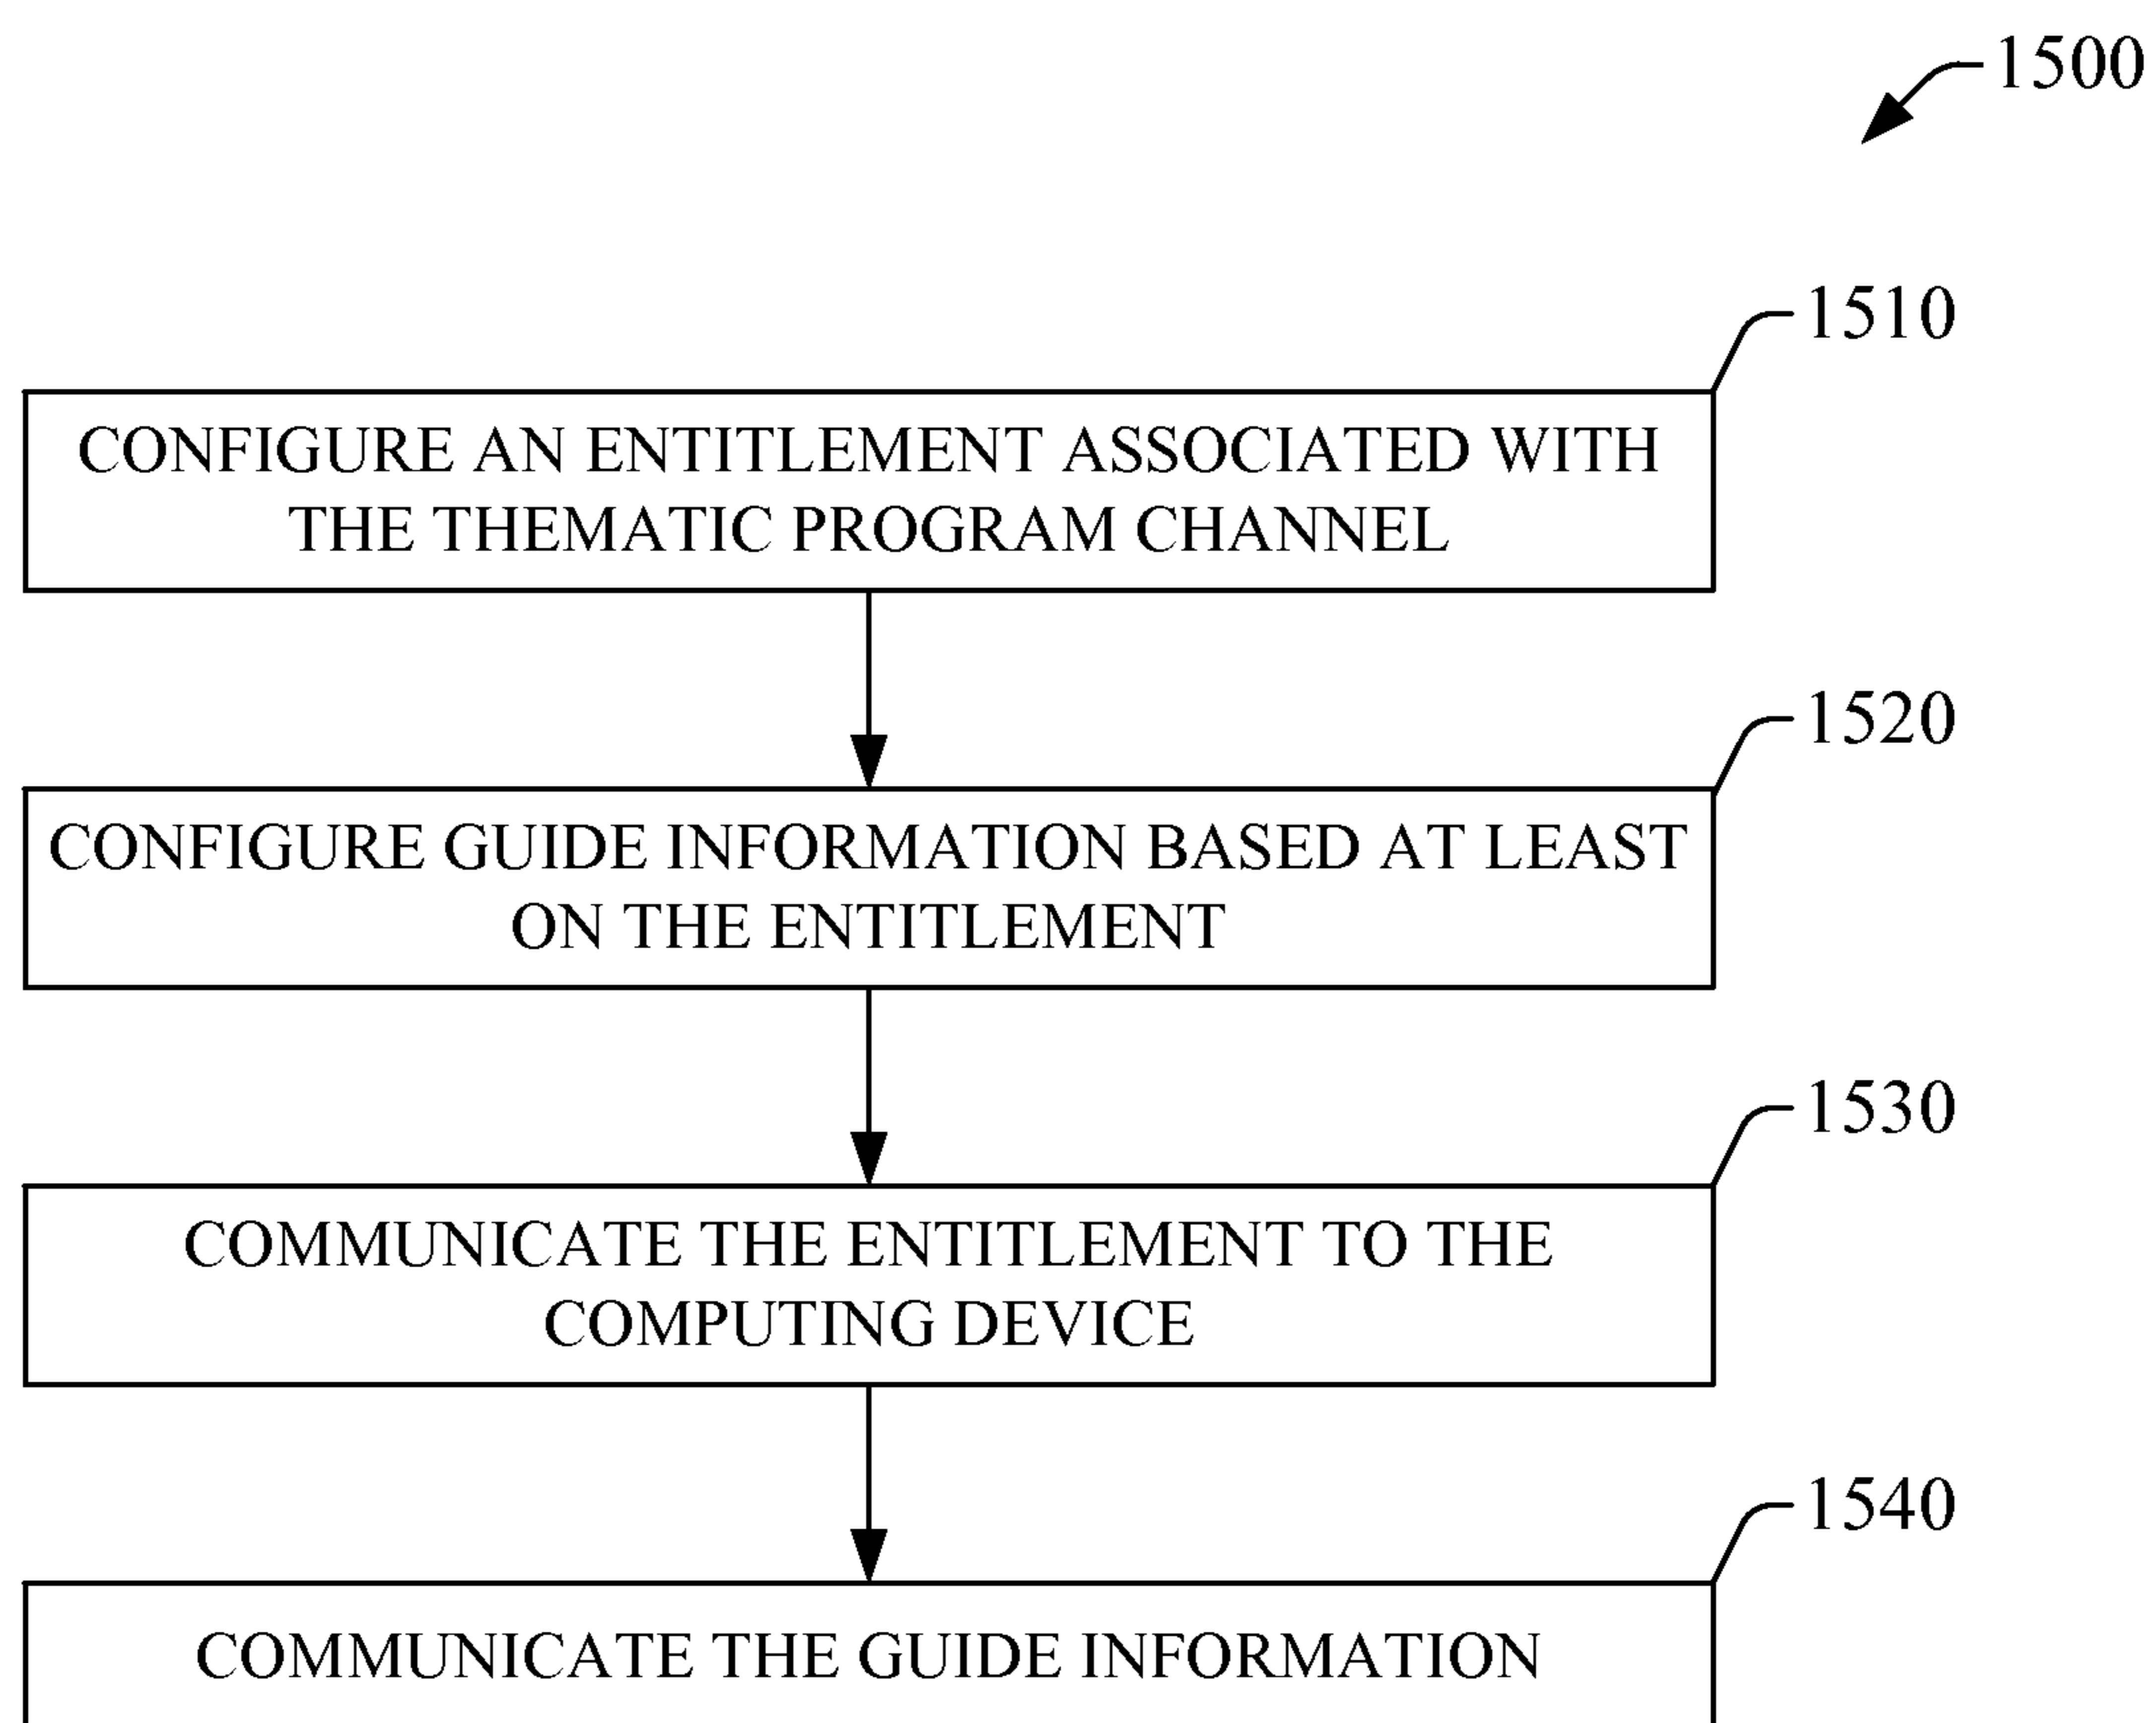 1500
1510
CONFIGURE AN ENTITLEMENT ASSOCIATED WITH
THE THEMATIC PROGRAM CHANNEL
1520
CONFIGURE GUIDE INFORMATION BASED AT LEAST
ON THE ENTITLEMENT
1530
COMMUNICATE THE ENTITLEMENT TO THE
COMPUTING DEVICE
1540
COMMUNICATE THE GUIDE INFORMATION